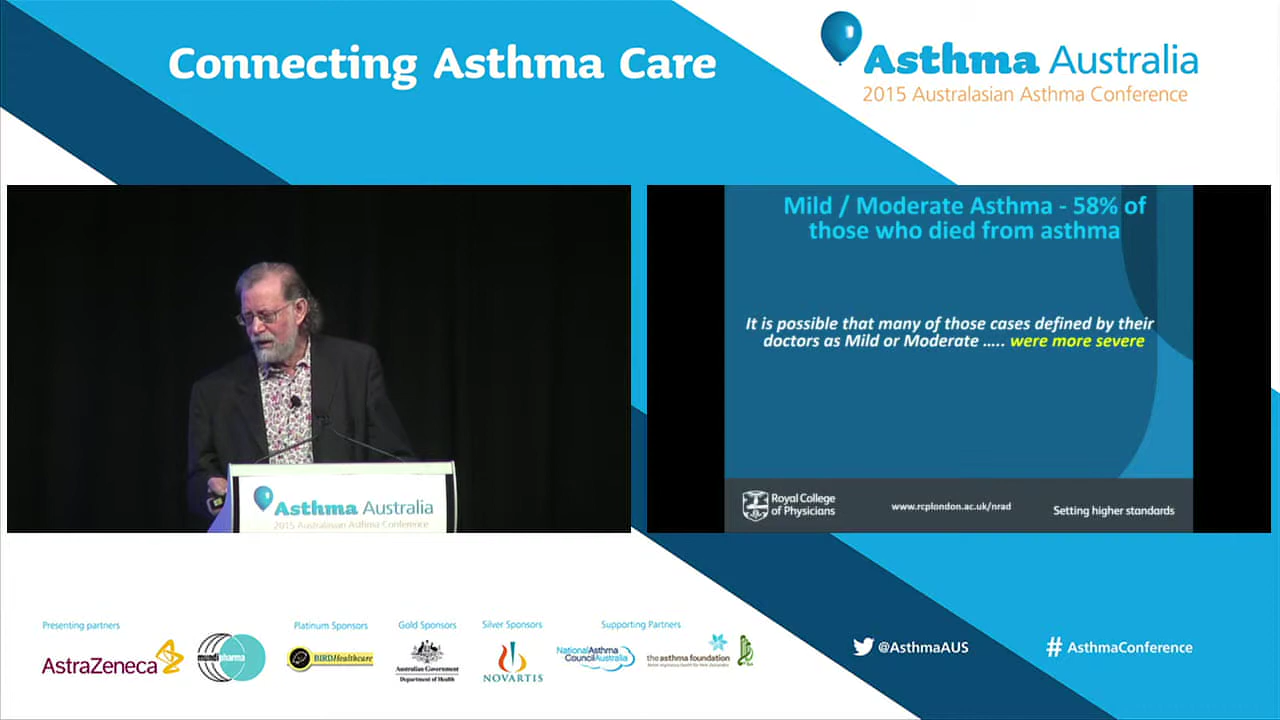 Connecting Asthma Care
Asthma Australia
2015 Australasian Asthma Conference
Mild / Moderate Asthma - 58% of
those who died from asthma
It is possible that many of those cases defined by their
doctors as Mild or Moderate ..... were more severe
Royal College
of Physicians
www.rcplondon.ac.uk/nrad
Setting higher standards
Asthma Australia
2015 Australasian Asthma Conference
Presenting partners
Platinum Sponsors
Gold Sponsors
Silver Sponsors
Supporting Partners
AstraZeneca
mundipharma
BIRDHealthcare
Australian Government
Department of Health
NOVARTIS
NationalAsthma
CouncilAustralia
the asthma foundation
@AsthmaAUS
# AsthmaConference